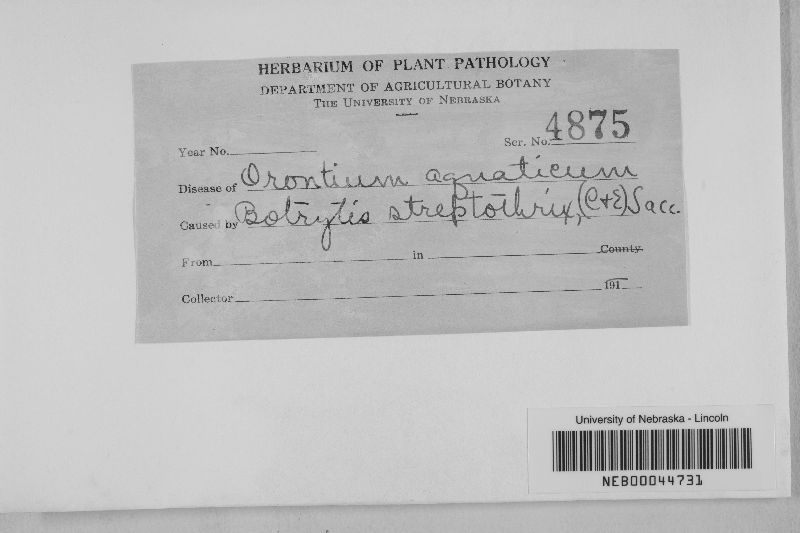 HERBARIUM OF PLANT PATHOLOGY
DEPARTMENT OF AGRICULTURAL BOTANY
THE UNIVERSITY OF NEBRASKA
Year No. Ser. No. 4875
Disease of Orontium aquaticum
Caused by Botrytis streptothrix, (C+E) Sacc.
From in County
Collector 191
University of Nebraska - Lincoln
NEB00044731